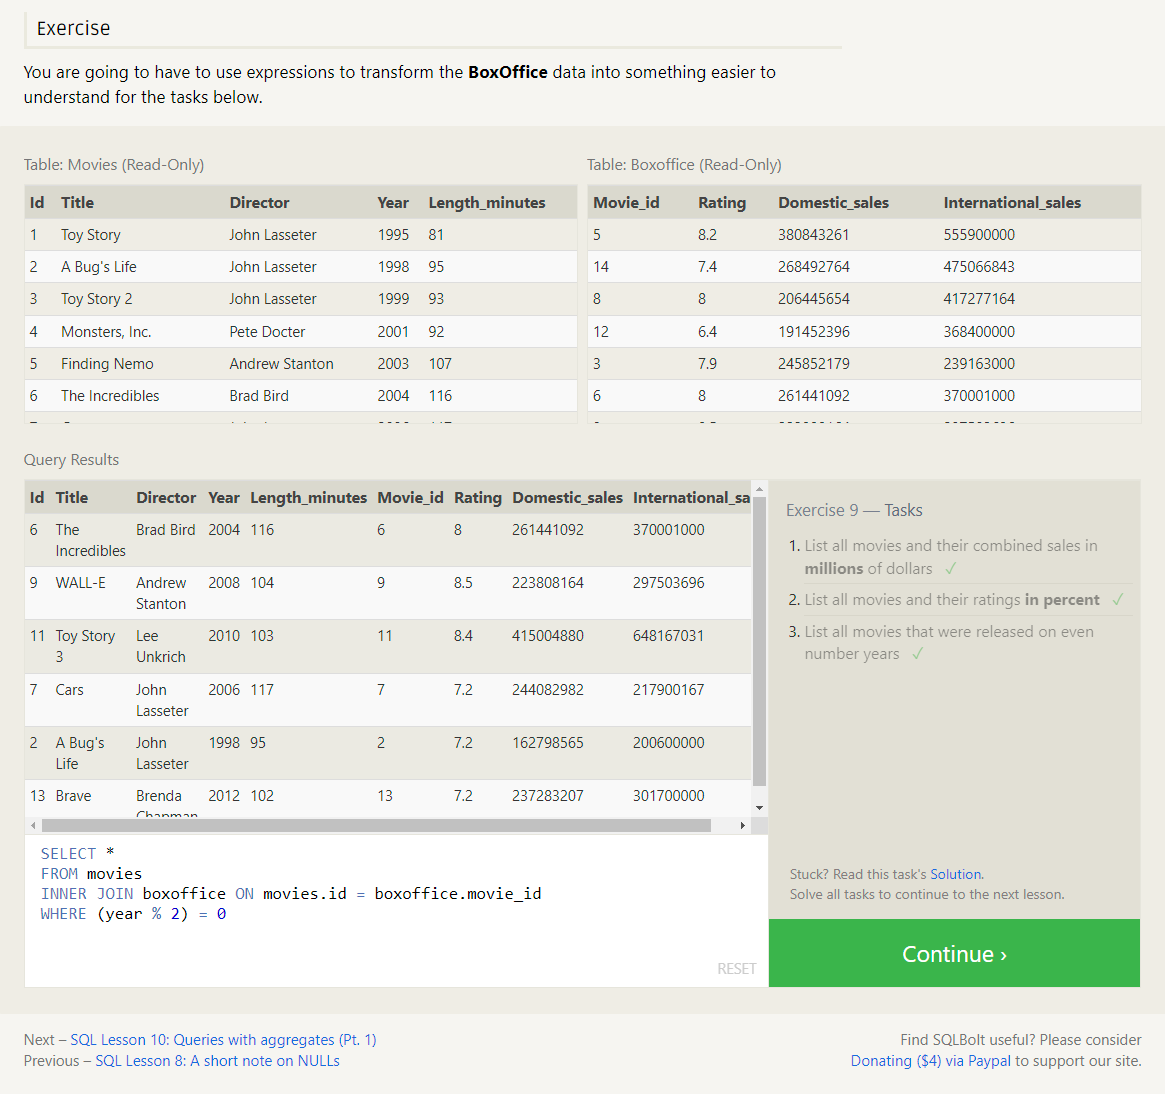 Exercise
You are going to have to use expressions to transform the BoxOffice data into something easier to
understand for the tasks below.
Table: Movies (Read-Only)
Id Title Director Year Length_minutes
1 Toy Story John Lasseter 1995 81
2 A Bug's Life John Lasseter 1998 95
3 Toy Story 2 John Lasseter 1999 93
4 Monsters, Inc. Pete Docter 2001 92
5 Finding Nemo Andrew Stanton 2003 107
6 The Incredibles Brad Bird 2004 116
Table: Boxoffice (Read-Only)
Movie_id Rating Domestic_sales International_sales
5 8.2 380843261 555900000
14 7.4 268492764 475066843
8 8 206445654 417277164
12 6.4 191452396 368400000
3 7.9 245852179 239163000
6 8 261441092 370001000
Query Results
Id Title Director Year Length_minutes Movie_id Rating Domestic_sales International_sa
6 The Brad Bird 2004 116 6 8 261441092 370001000
Incredibles
9 WALL-E Andrew 2008 104 9 8.5 223808164 297503696
Stanton
11 Toy Story Lee 2010 103 11 8.4 415004880 648167031
3 Unkrich
7 Cars John 2006 117 7 7.2 244082982 217900167
Lasseter
2 A Bug's John 1998 95 2 7.2 162798565 200600000
Life Lasseter
13 Brave Brenda 2012 102 13 7.2 237283207 301700000
Chapman
SELECT *
FROM movies
INNER JOIN boxoffice ON movies.id = boxoffice.movie_id
WHERE (year % 2) = 0
RESET
Exercise 9 — Tasks
1. List all movies and their combined sales in
millions of dollars ✓
2. List all movies and their ratings in percent ✓
3. List all movies that were released on even
number years ✓
Stuck? Read this task's Solution.
Solve all tasks to continue to the next lesson.
Continue ›
Next – SQL Lesson 10: Queries with aggregates (Pt. 1)
Previous – SQL Lesson 8: A short note on NULLs
Find SQLBolt useful? Please consider
Donating ($4) via Paypal to support our site.